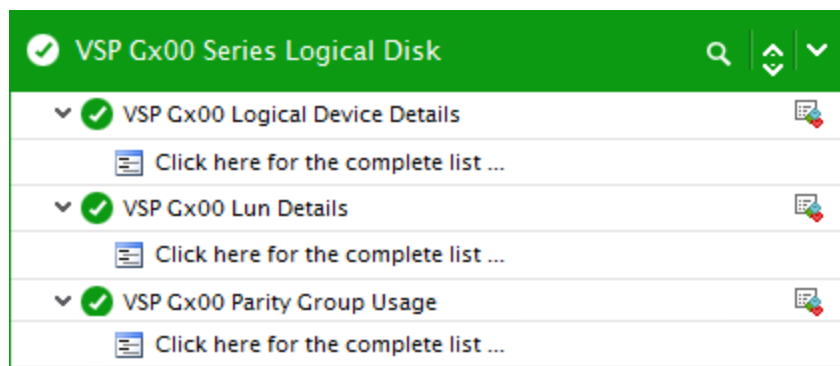 VSP Gx00 Series Logical Disk
VSP Gx00 Logical Device Details
Click here for the complete list ...
VSP Gx00 Lun Details
Click here for the complete list ...
VSP Gx00 Parity Group Usage
Click here for the complete list ...